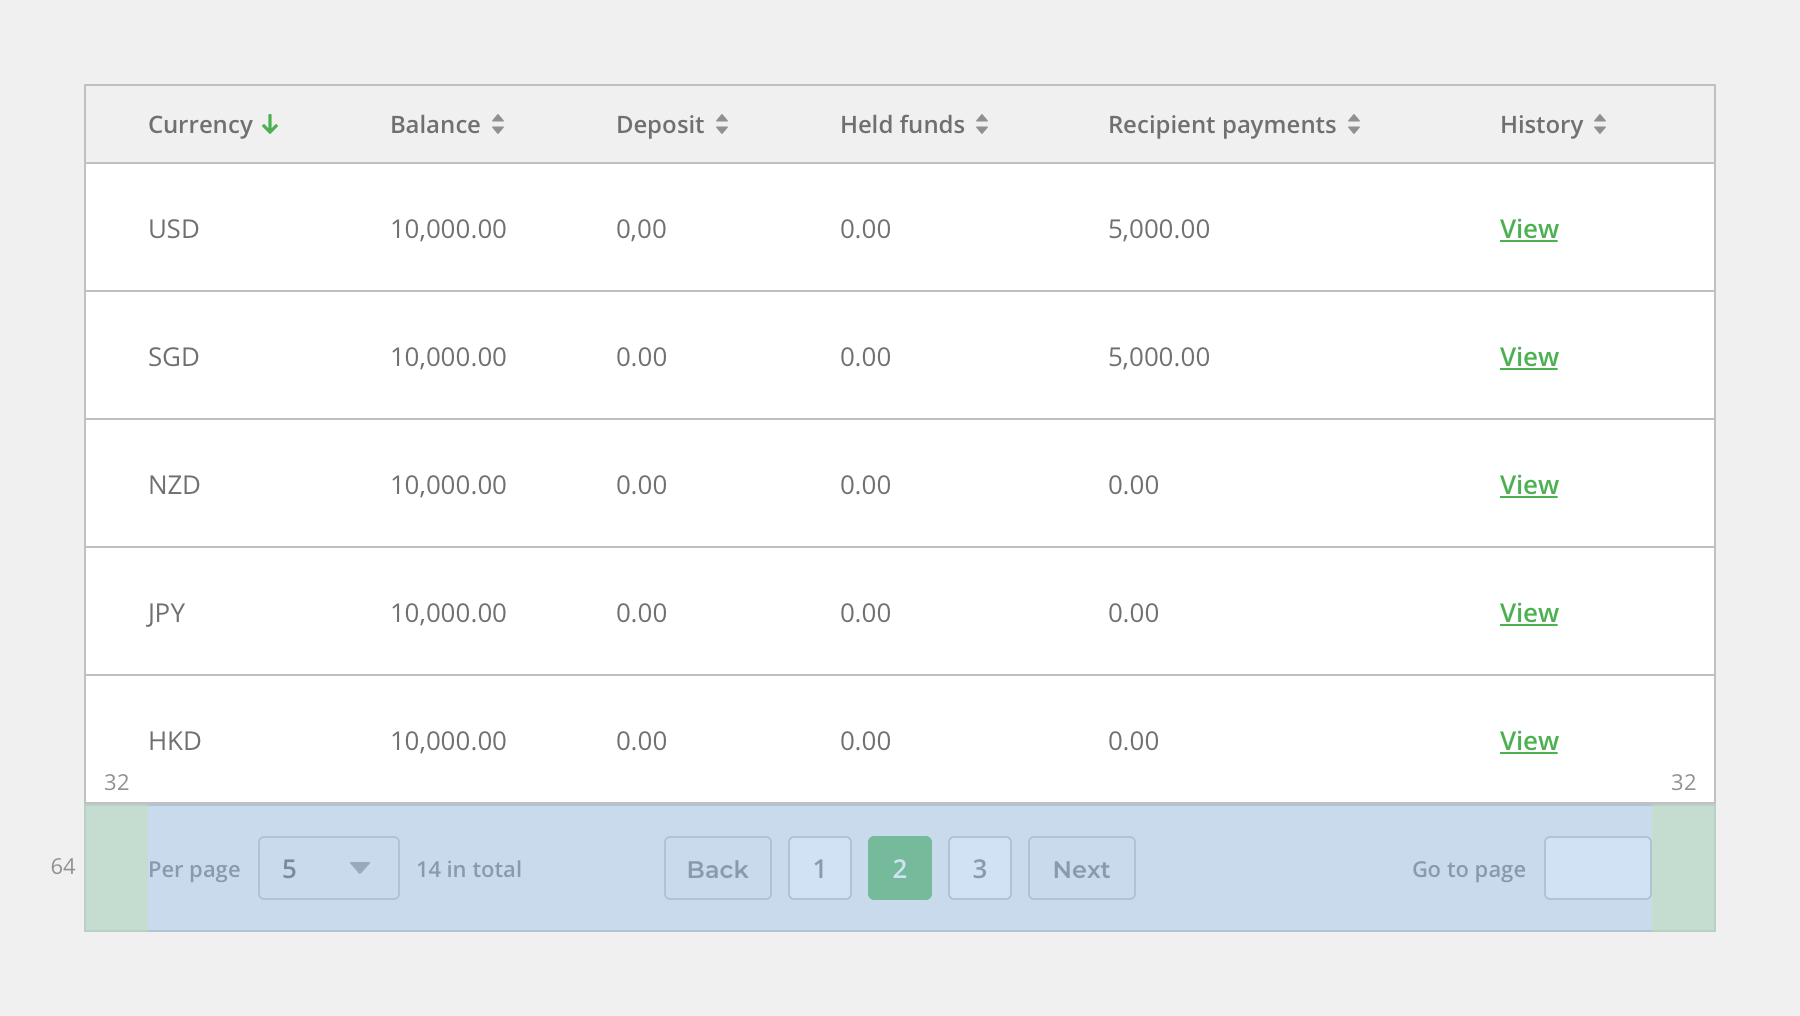 Currency Balance Deposit Held funds Recipient payments History
USD 10,000.00 0,00 0.00 5,000.00 View
SGD 10,000.00 0.00 0.00 5,000.00 View
NZD 10,000.00 0.00 0.00 0.00 View
JPY 10,000.00 0.00 0.00 0.00 View
HKD 10,000.00 0.00 0.00 0.00 View
32 32
64 Per page 5 14 in total Back 1 2 3 Next Go to page